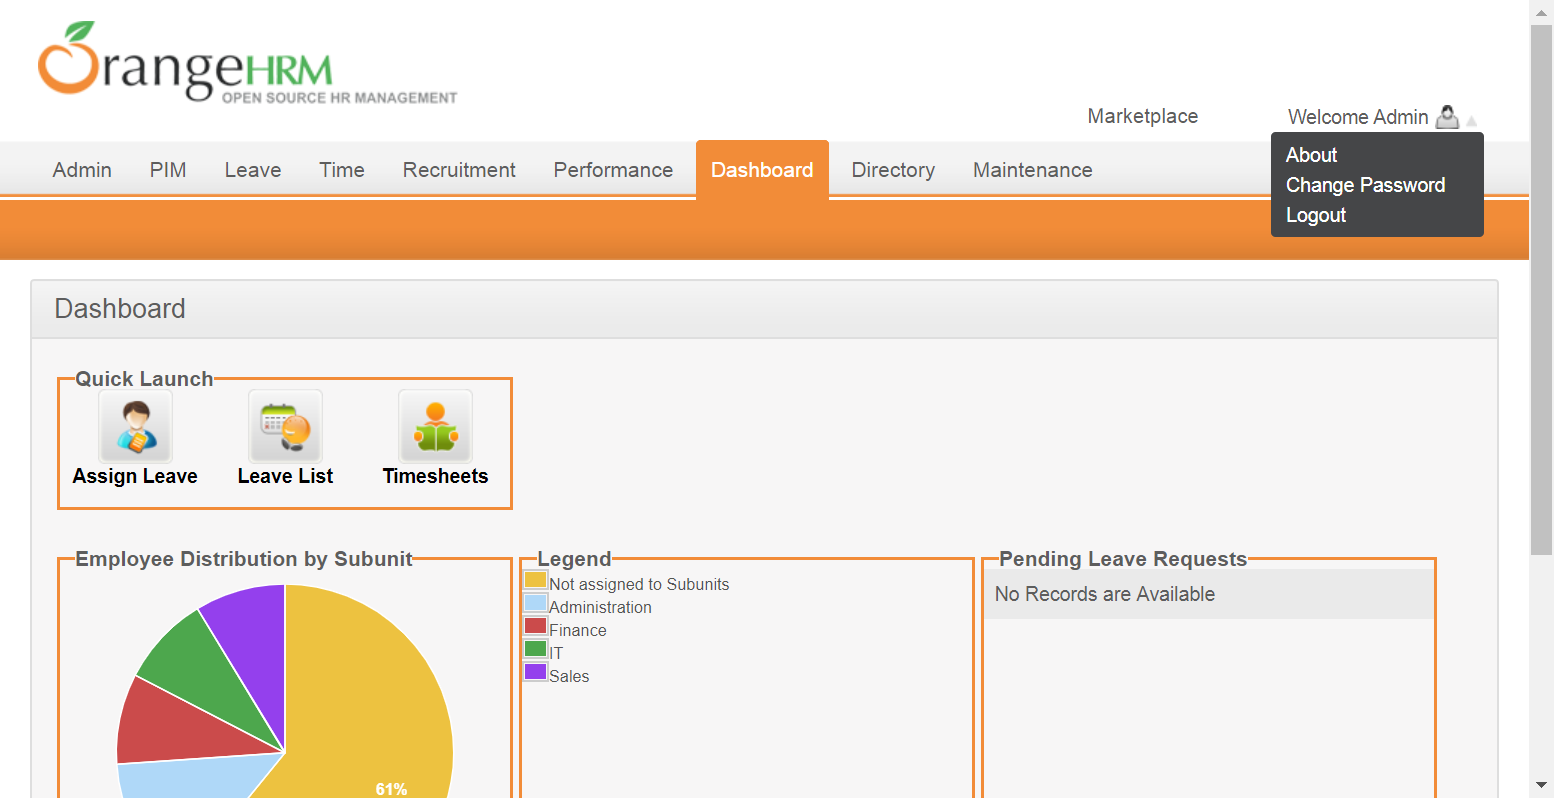 OrangeHRM
OPEN SOURCE HR MANAGEMENT
Marketplace
Welcome Admin
About
Change Password
Logout
Admin PIM Leave Time Recruitment Performance Dashboard Directory Maintenance
Dashboard
Quick Launch
Assign Leave Leave List Timesheets
Employee Distribution by Subunit
61%
Legend
Not assigned to Subunits
Administration
Finance
IT
Sales
Pending Leave Requests
No Records are Available